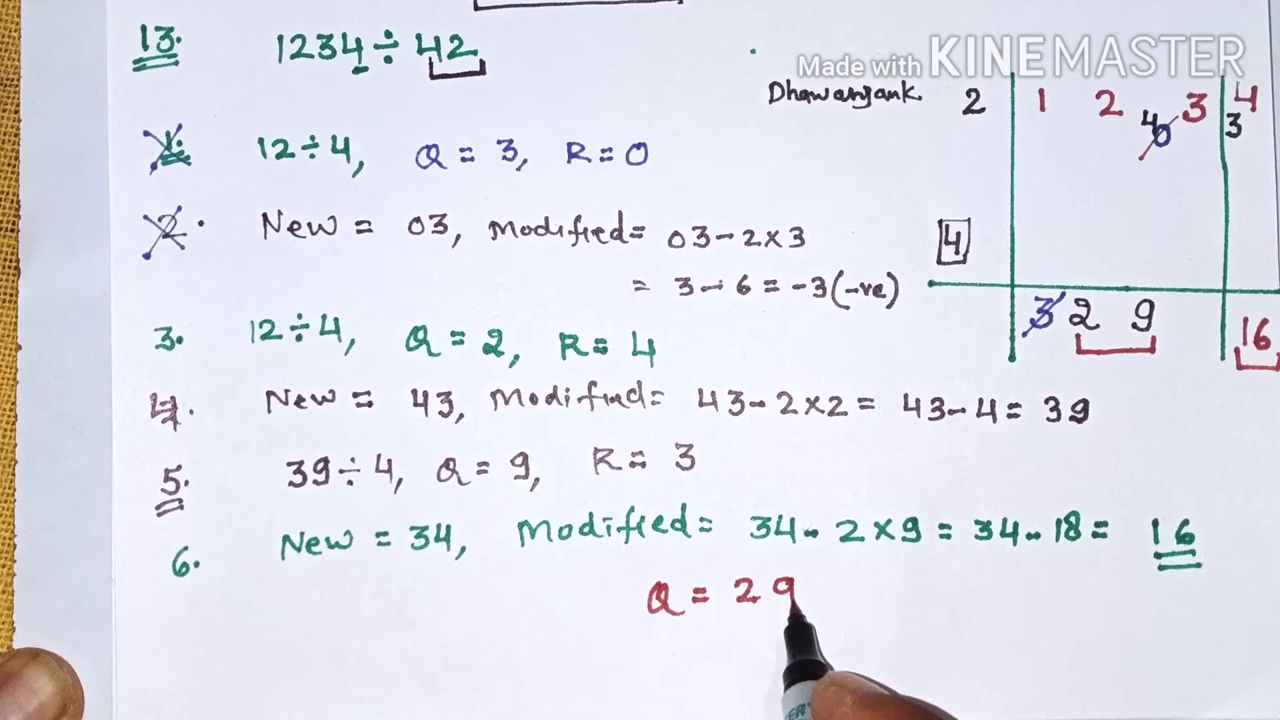 13. 1234 ÷ 42
Made with KINEMASTER
Dhawanjank. 2 1 2 3 4
4 0 3
1. 12 ÷ 4, Q = 3, R = 0
2. New = 03, Modified = 03 - 2 × 3
= 3 - 6 = -3 (-ve)
4
3 2 9 16
3. 12 ÷ 4, Q = 2, R = 4
4. New = 43, Modified = 43 - 2 × 2 = 43 - 4 = 39
5. 39 ÷ 4, Q = 9, R = 3
6. New = 34, Modified = 34 - 2 × 9 = 34 - 18 = 16
Q = 29